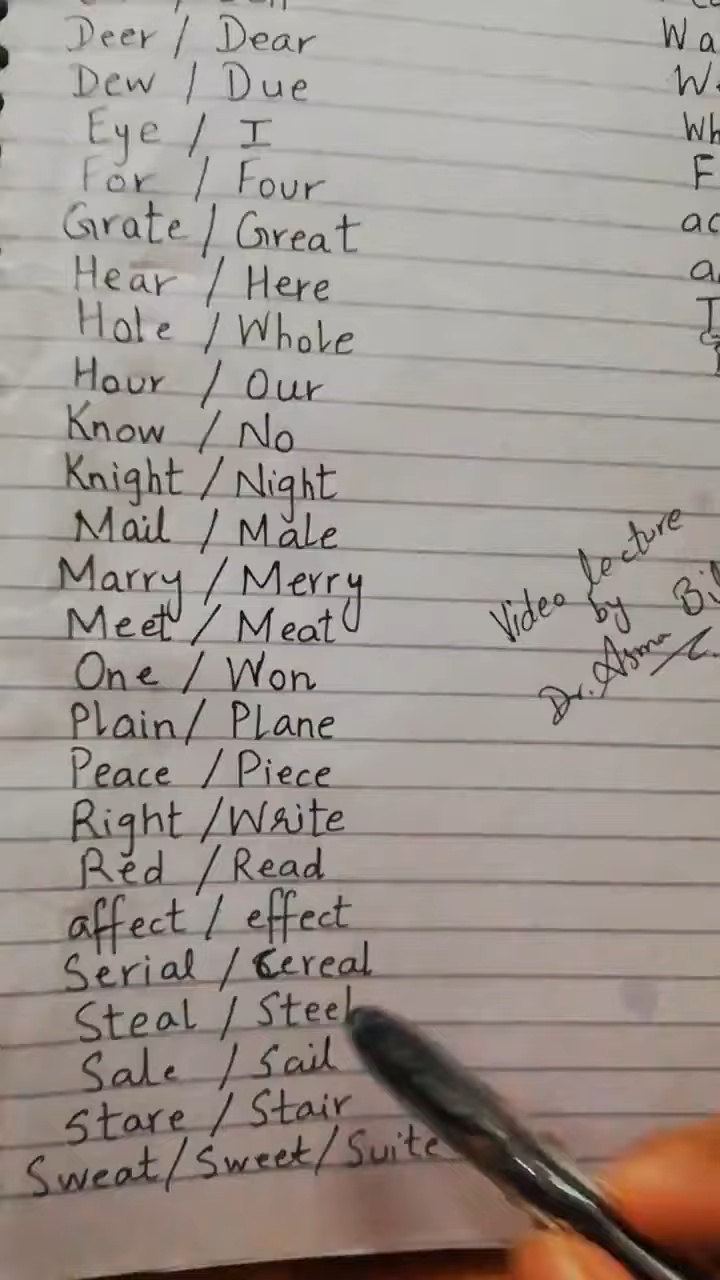 Deer / Dear
Dew / Due
Eye / I
For / Four
Grate / Great
Hear / Here
Hole / Whole
Hour / Our
Know / No
Knight / Night
Mail / Male
Marry / Merry
Meet / Meat
One / Won
Plain / Plane
Peace / Piece
Right / Write
Red / Read
affect / effect
Serial / Cereal
Steal / Steel
Sale / Sail
Stare / Stair
Sweat / Sweet / Suite
Video lecture
by
Dr. Asma